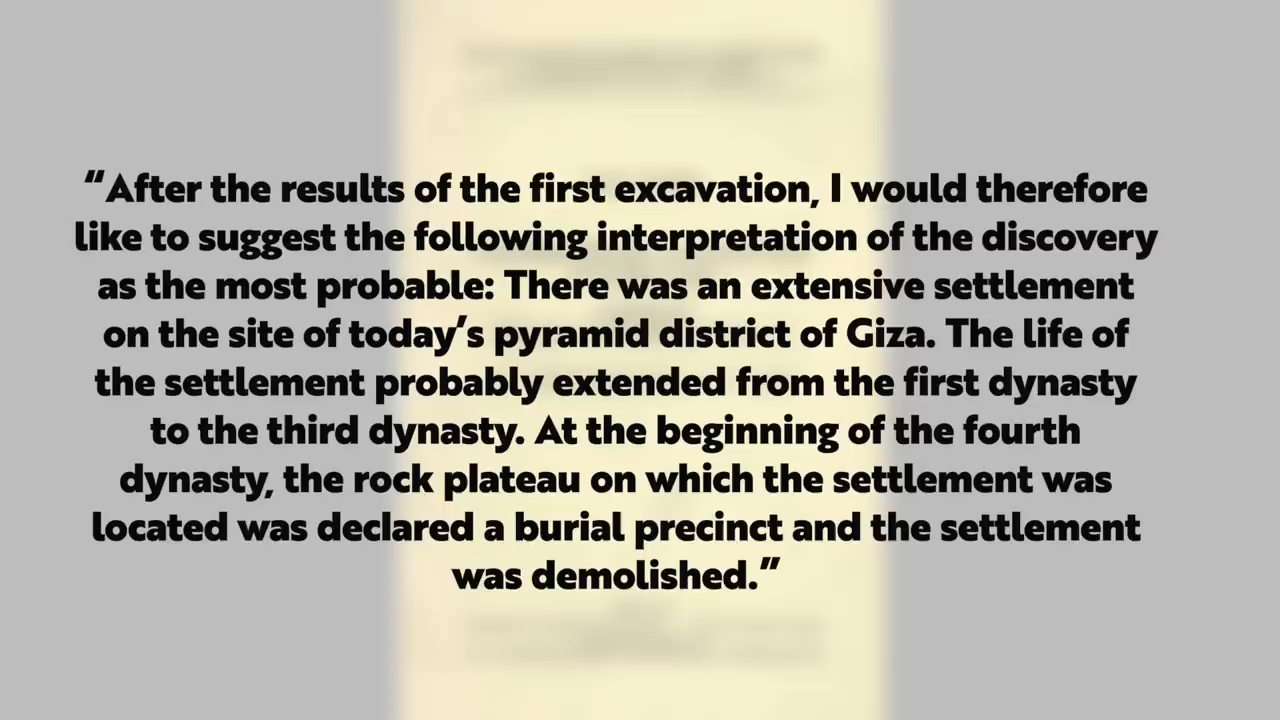 “After the results of the first excavation, I would therefore
like to suggest the following interpretation of the discovery
as the most probable: There was an extensive settlement
on the site of today’s pyramid district of Giza. The life of
the settlement probably extended from the first dynasty
to the third dynasty. At the beginning of the fourth
dynasty, the rock plateau on which the settlement was
located was declared a burial precinct and the settlement
was demolished.”